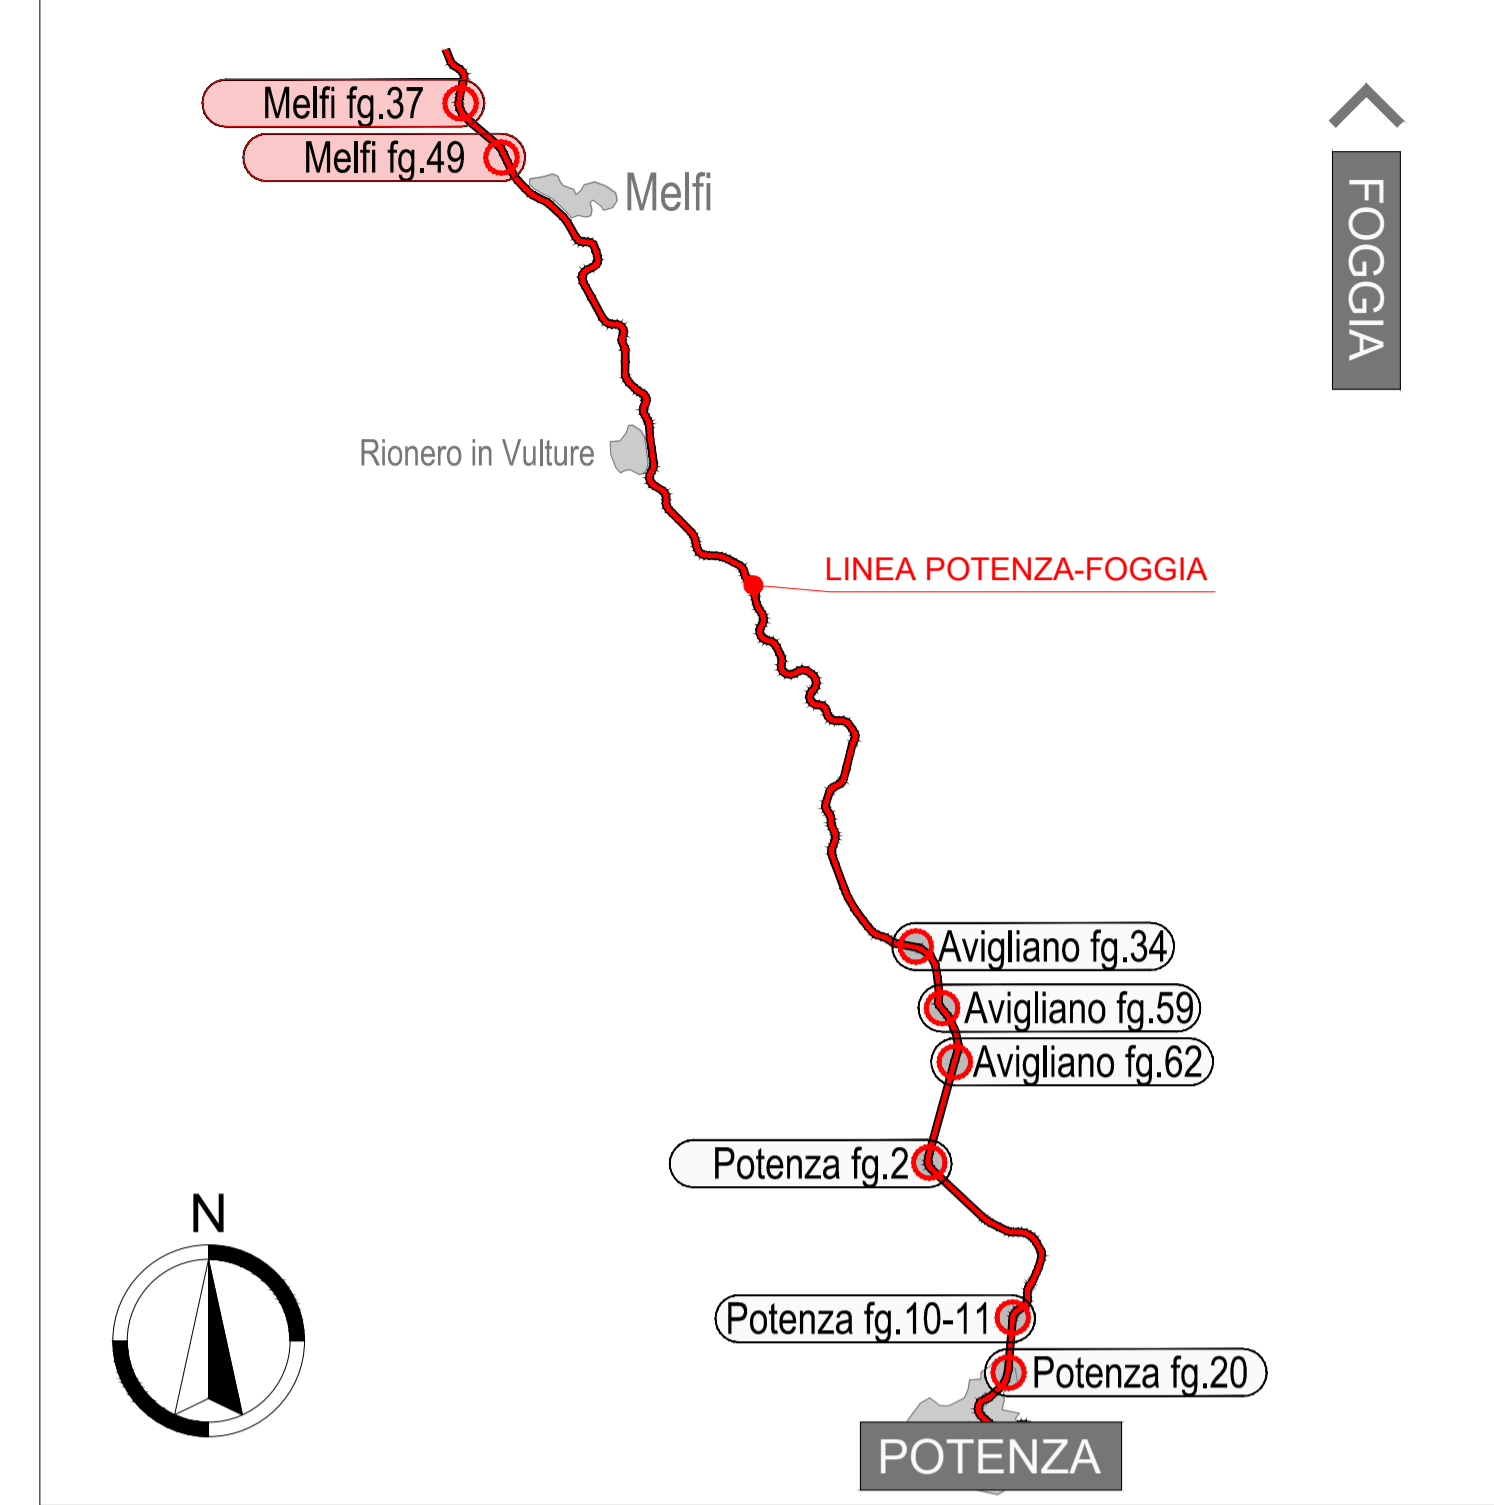 Melfi fg.37
Melfi fg.49
Melfi
FOGGIA
Rionero in Vulture
LINEA POTENZA-FOGGIA
Avigliano fg.34
Avigliano fg.59
Avigliano fg.62
Potenza fg.2
N
Potenza fg.10-11
Potenza fg.20
POTENZA